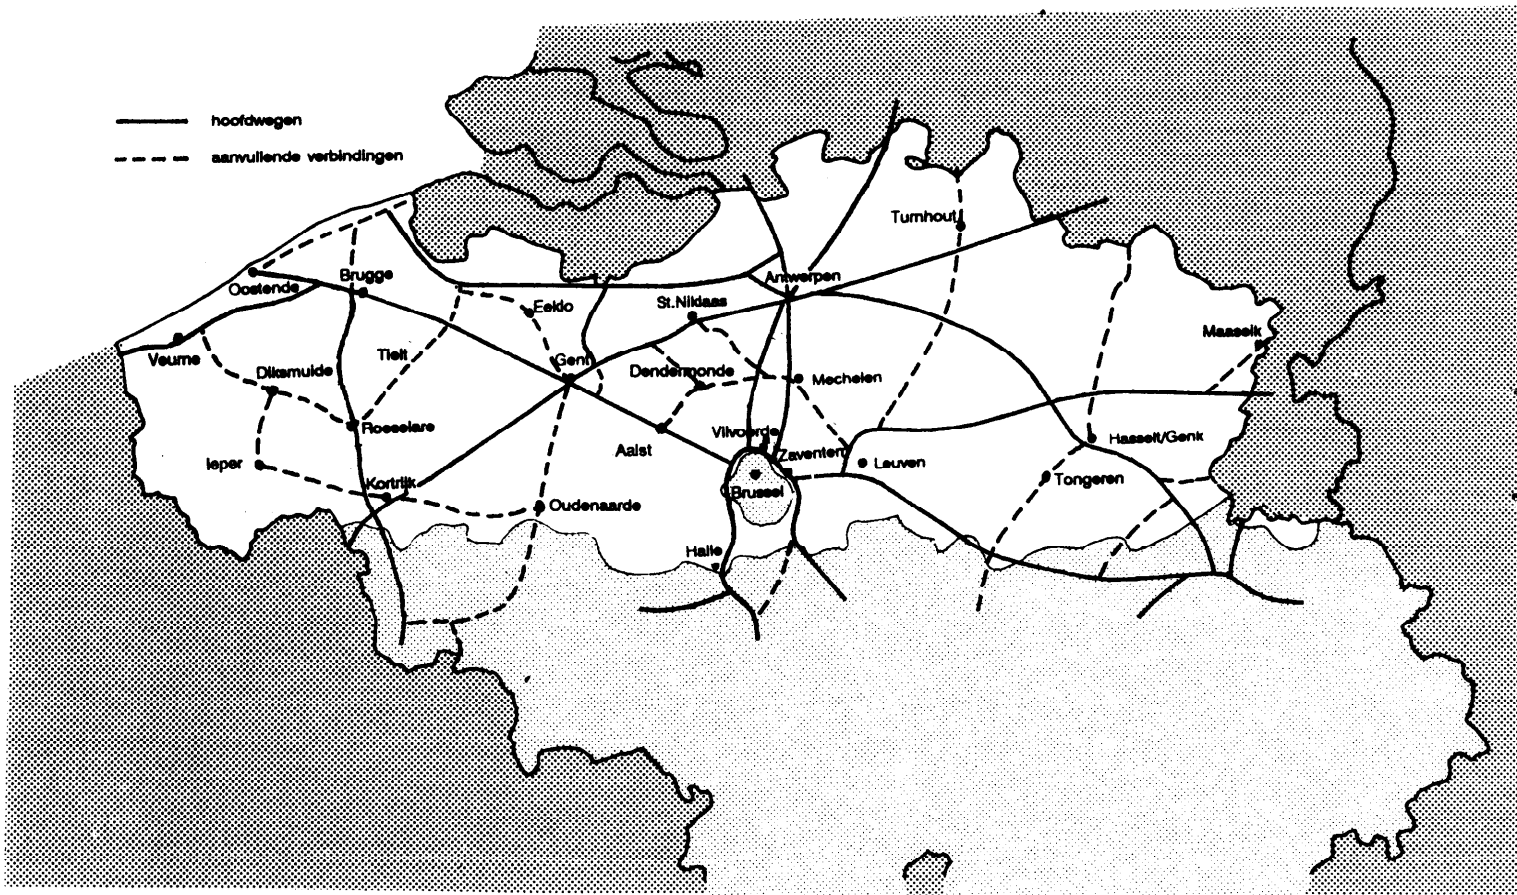 hoofdwegen
aanvullende verbindingen
Turnhout
Brugge
Antwerpen
Oostende
St.Niklaas
Eeklo
Maaseik
Veurne
Tielt
Gent
Diksmuide
Dendermonde
Mechelen
Roeselare
Vilvoorde
Hasselt/Genk
Aalst
Zaventem
Ieper
Leuven
Kortrijk
Tongeren
Brussel
Oudenaarde
Halle